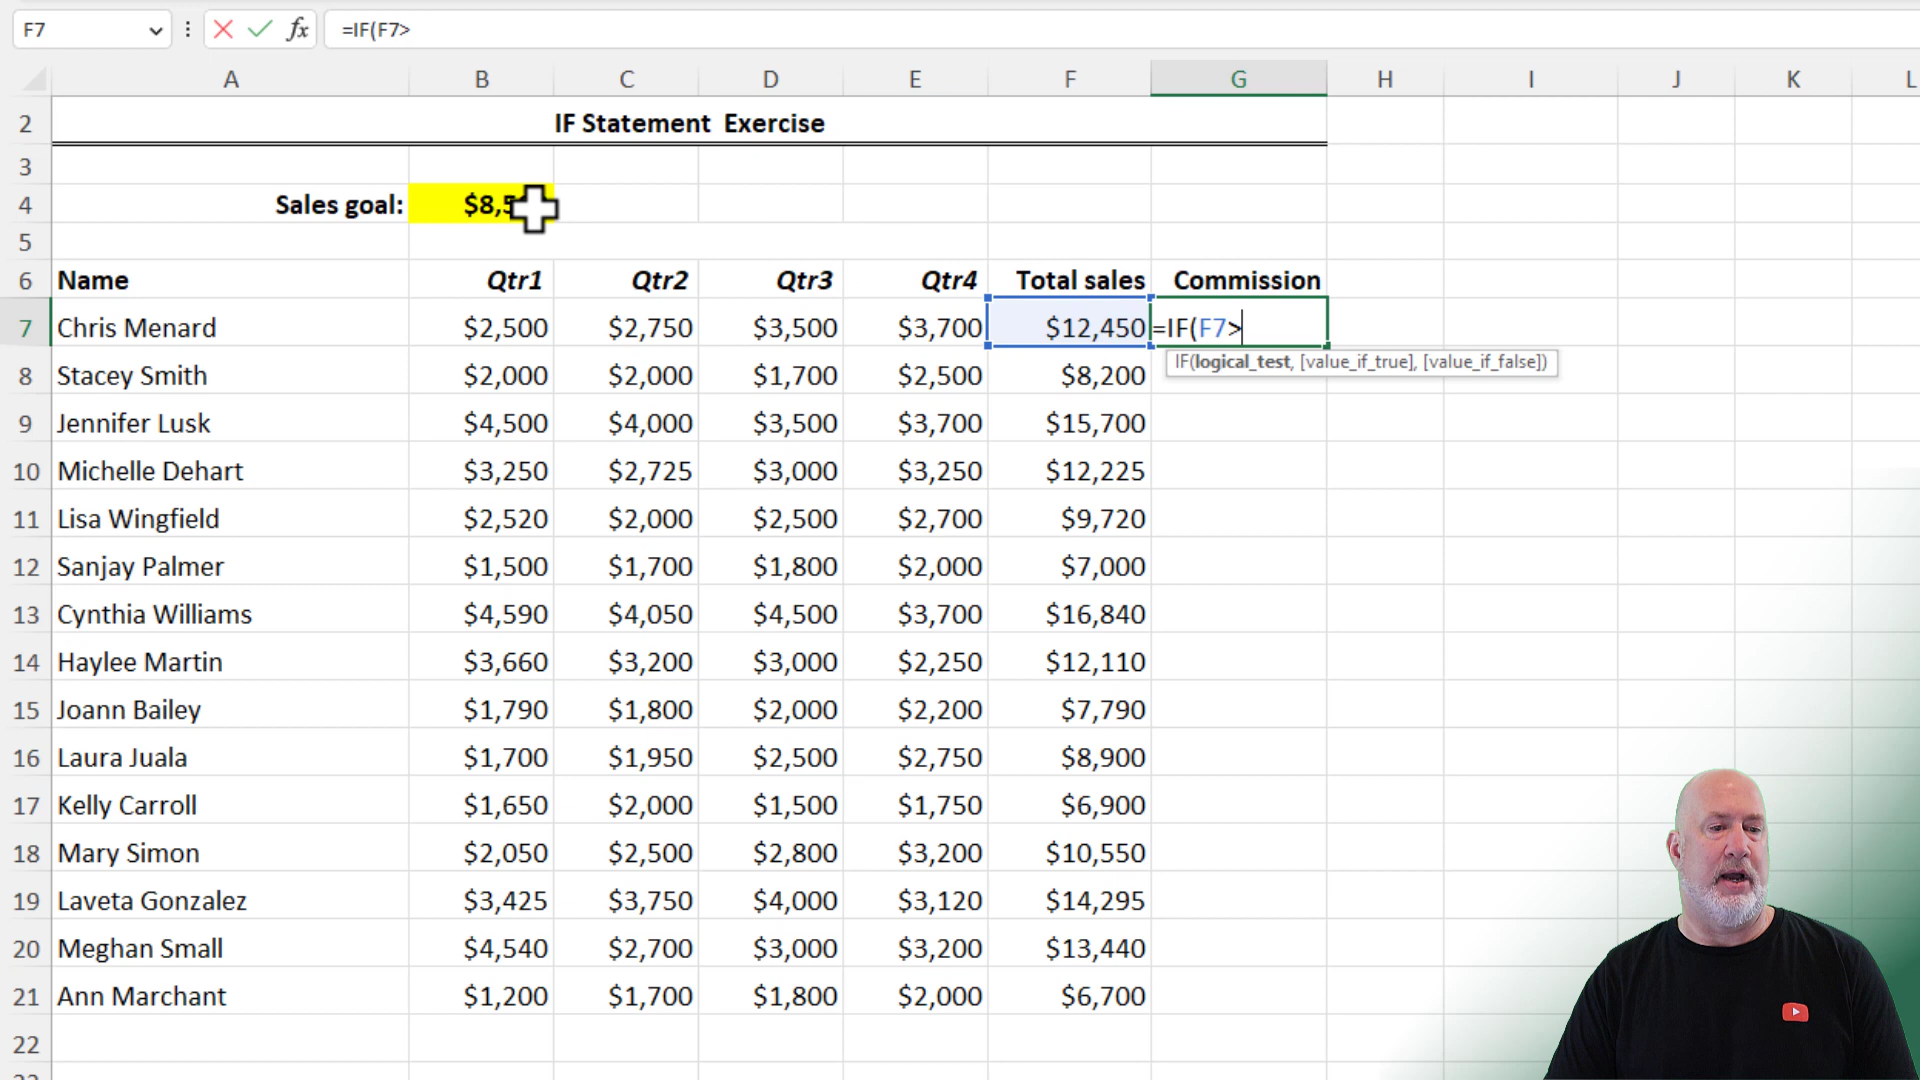 F7 =IF(F7>
A B C D E F G H I J K L
2 IF Statement Exercise
3
4 Sales goal: $8,5
5
6 Name Qtr1 Qtr2 Qtr3 Qtr4 Total sales Commission
7 Chris Menard $2,500 $2,750 $3,500 $3,700 $12,450 =IF(F7>
IF(logical_test, [value_if_true], [value_if_false])
8 Stacey Smith $2,000 $2,000 $1,700 $2,500 $8,200
9 Jennifer Lusk $4,500 $4,000 $3,500 $3,700 $15,700
10 Michelle Dehart $3,250 $2,725 $3,000 $3,250 $12,225
11 Lisa Wingfield $2,520 $2,000 $2,500 $2,700 $9,720
12 Sanjay Palmer $1,500 $1,700 $1,800 $2,000 $7,000
13 Cynthia Williams $4,590 $4,050 $4,500 $3,700 $16,840
14 Haylee Martin $3,660 $3,200 $3,000 $2,250 $12,110
15 Joann Bailey $1,790 $1,800 $2,000 $2,200 $7,790
16 Laura Juala $1,700 $1,950 $2,500 $2,750 $8,900
17 Kelly Carroll $1,650 $2,000 $1,500 $1,750 $6,900
18 Mary Simon $2,050 $2,500 $2,800 $3,200 $10,550
19 Laveta Gonzalez $3,425 $3,750 $4,000 $3,120 $14,295
20 Meghan Small $4,540 $2,700 $3,000 $3,200 $13,440
21 Ann Marchant $1,200 $1,700 $1,800 $2,000 $6,700
22